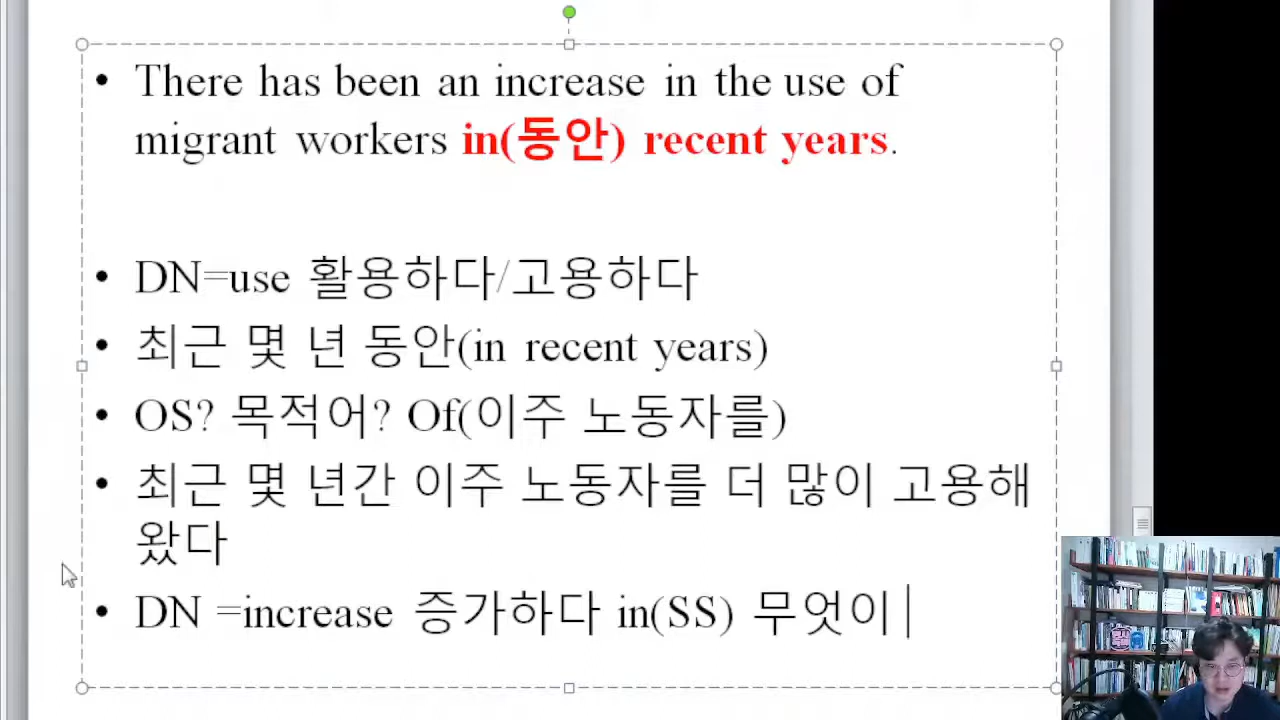 • There has been an increase in the use of
migrant workers in(동안) recent years.
• DN=use 활용하다/고용하다
• 최근 몇 년 동안(in recent years)
• OS? 목적어? Of(이주 노동자를)
• 최근 몇 년간 이주 노동자를 더 많이 고용해
왔다
• DN =increase 증가하다 in(SS) 무엇이